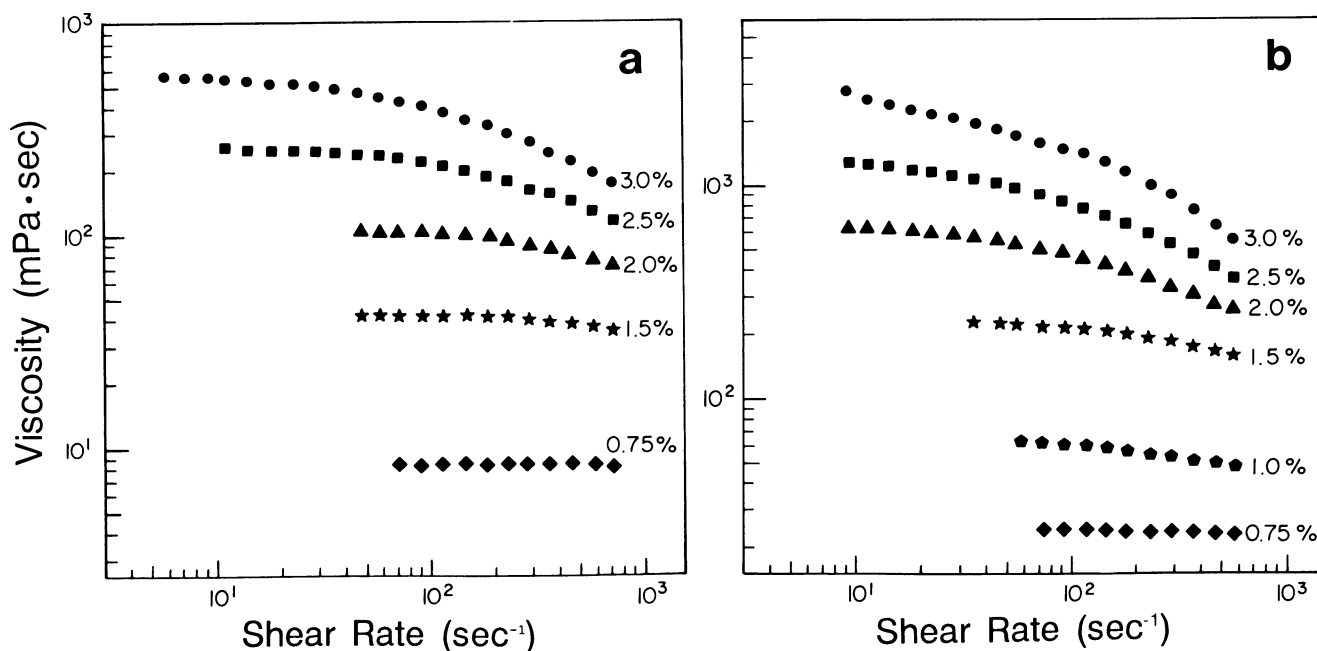 a
Viscosity (mPa·sec)
10³
10²
10¹
3.0%
2.5%
2.0%
1.5%
0.75%
10¹ 10² 10³
Shear Rate (sec⁻¹)
b
10³
10²
3.0%
2.5%
2.0%
1.5%
1.0%
0.75%
10¹ 10² 10³
Shear Rate (sec⁻¹)